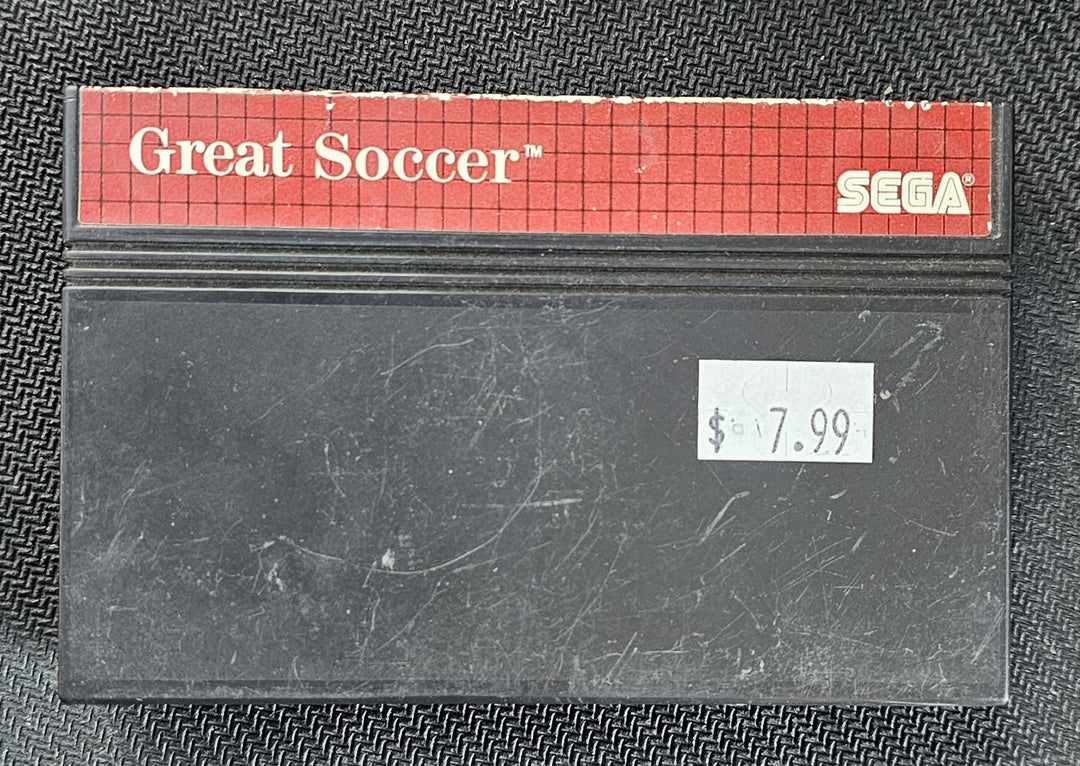 Great Soccer™
SEGA®
$ 7.99